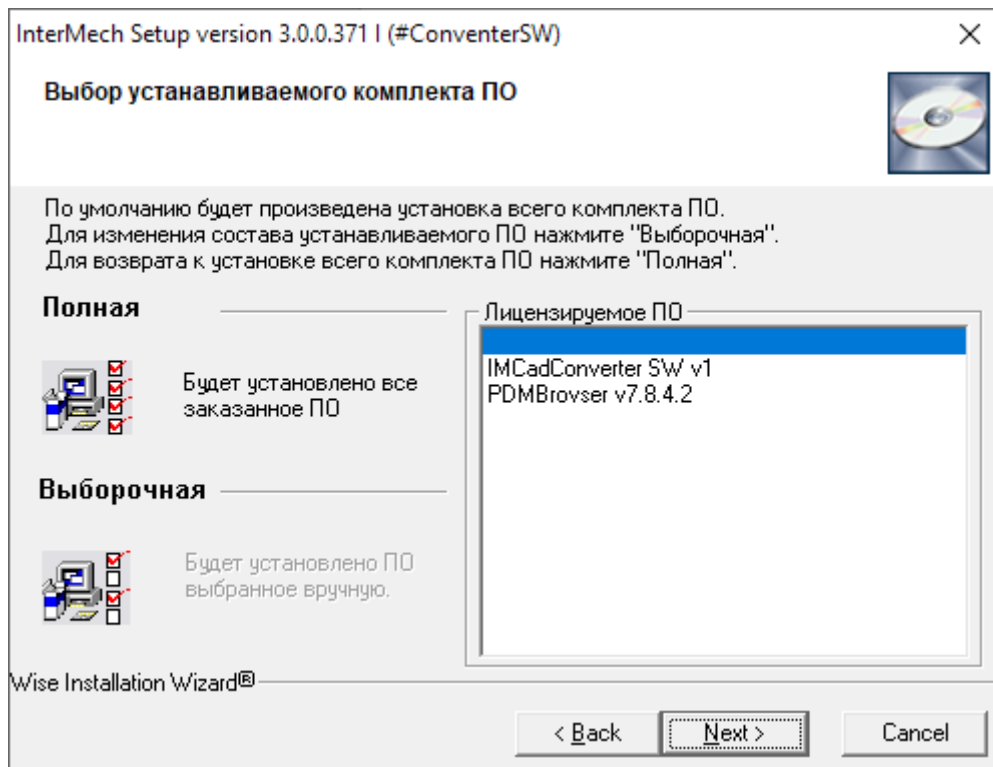 InterMech Setup version 3.0.0.371 I (#ConventerSW)
Выбор устанавливаемого комплекта ПО
По умолчанию будет произведена установка всего комплекта ПО.
Для изменения состава устанавливаемого ПО нажмите "Выборочная".
Для возврата к установке всего комплекта ПО нажмите "Полная".
Полная
Будет установлено все
заказанное ПО
Выборочная
Будет установлено ПО
выбранное вручную.
Лицензируемое ПО
IMCadConverter SW v1
PDMBrovser v7.8.4.2
Wise Installation Wizard®
< Back
Next >
Cancel